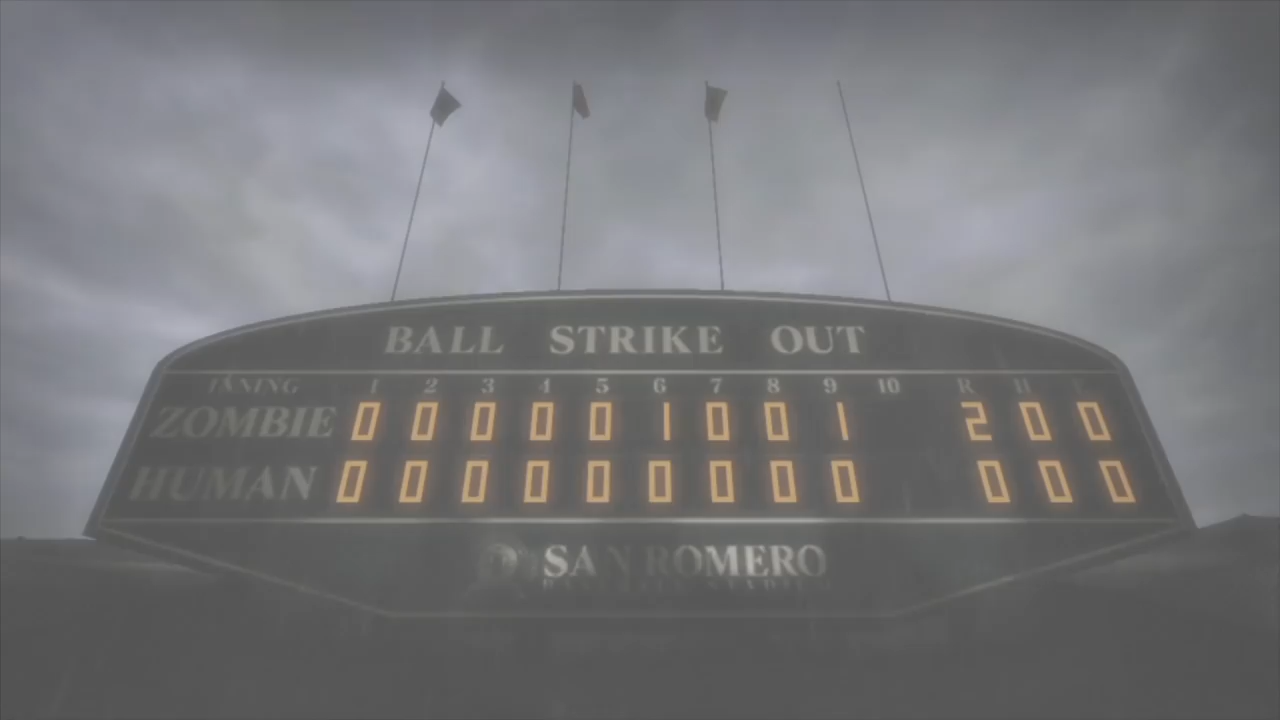 BALL STRIKE OUT
INNING 1 2 3 4 5 6 7 8 9 10 R H E
ZOMBIE 0 0 0 0 0 1 0 0 1 2 0 0
HUMAN 0 0 0 0 0 0 0 0 0 0 0 0
SAN ROMERO